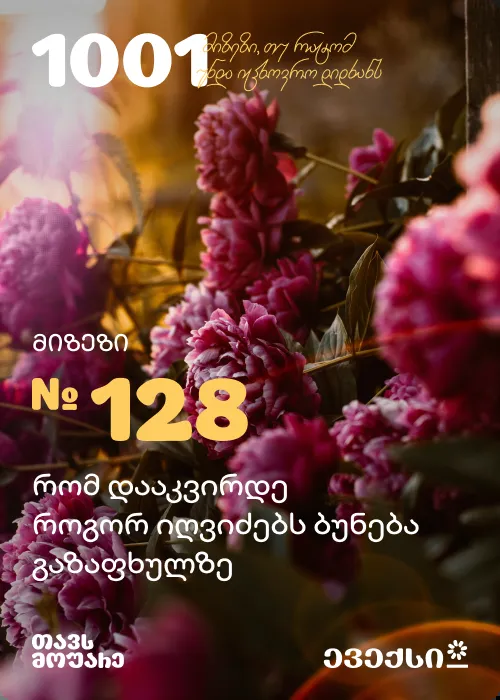 1001 მიზეზი, თუ რატომ
უნდა იცხოვრო დიდხანს
მიზეზი
№ 128
რომ დააკვირდე
როგორ იღვიძებს ბუნება
გაზაფხულზე
თავს
მოუარე
ევექსი